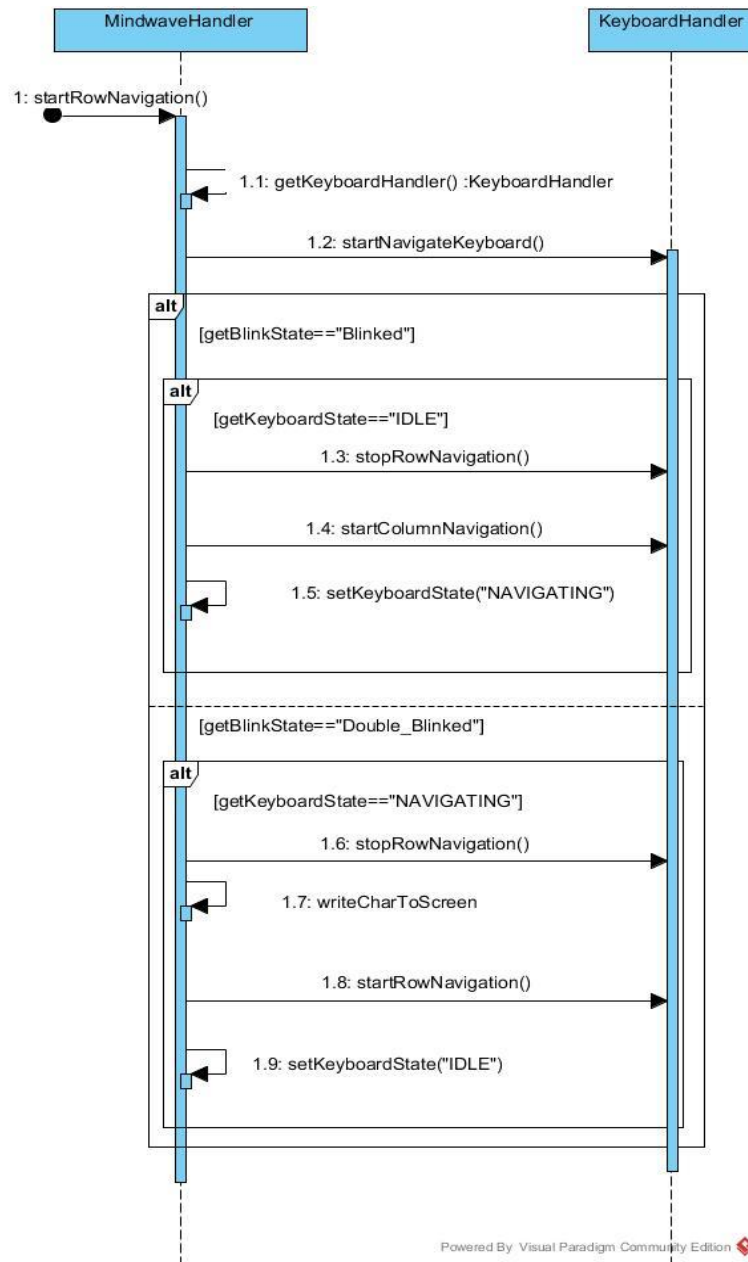 MindwaveHandler
KeyboardHandler
1: startRowNavigation()
1.1: getKeyboardHandler() :KeyboardHandler
1.2: startNavigateKeyboard()
alt
[getBlinkState=="Blinked"]
alt
[getKeyboardState=="IDLE"]
1.3: stopRowNavigation()
1.4: startColumnNavigation()
1.5: setKeyboardState("NAVIGATING")
[getBlinkState=="Double_Blinked"]
alt
[getKeyboardState=="NAVIGATING"]
1.6: stopRowNavigation()
1.7: writeCharToScreen
1.8: startRowNavigation()
1.9: setKeyboardState("IDLE")
Powered By Visual Paradigm Community Edition